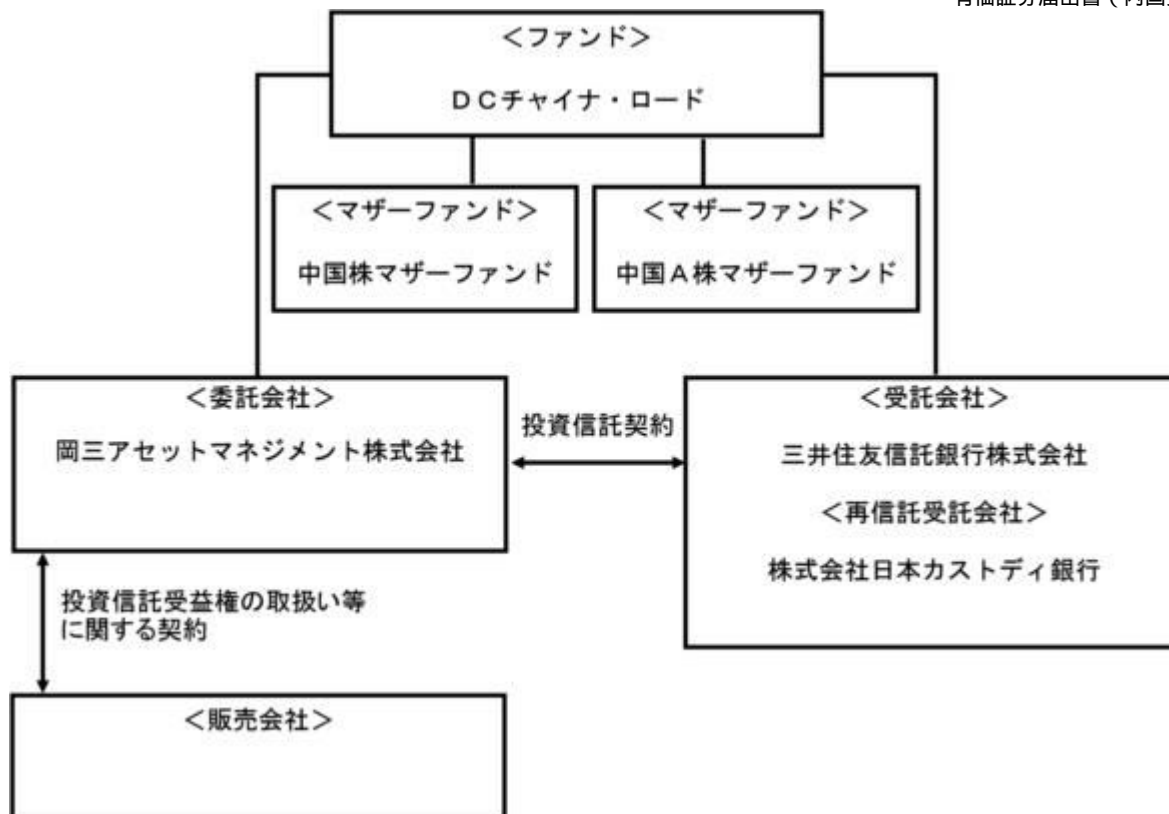 ＜ファンド＞
ＤＣチャイナ・ロード
＜マザーファンド＞
中国株マザーファンド
＜マザーファンド＞
中国Ａ株マザーファンド
＜委託会社＞
岡三アセットマネジメント株式会社
投資信託契約
＜受託会社＞
三井住友信託銀行株式会社
＜再信託受託会社＞
株式会社日本カストディ銀行
投資信託受益権の取扱い等
に関する契約
＜販売会社＞